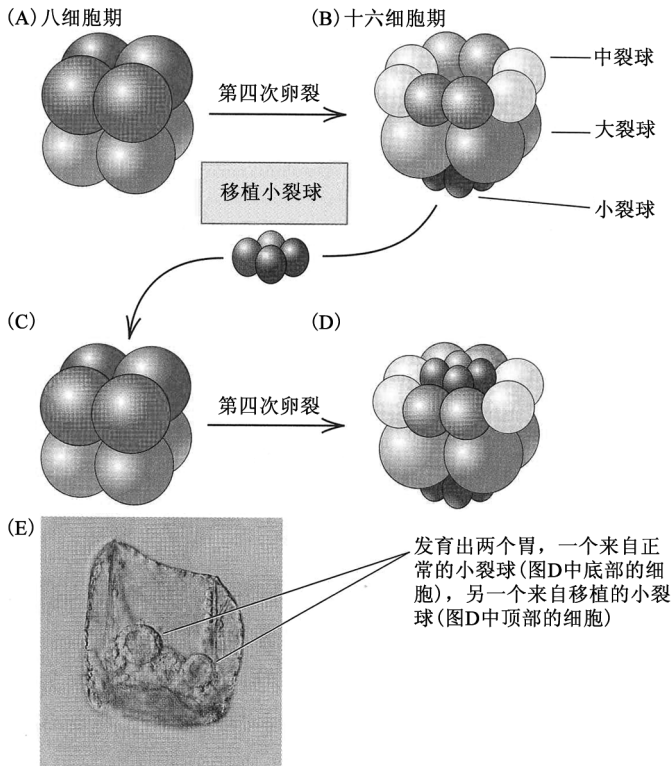 (A)八细胞期
(B)十六细胞期
第四次卵裂
中裂球
大裂球
小裂球
移植小裂球
(C)
(D)
第四次卵裂
(E)
发育出两个胃，一个来自正
常的小裂球(图D中底部的细
胞)，另一个来自移植的小裂
球(图D中顶部的细胞)